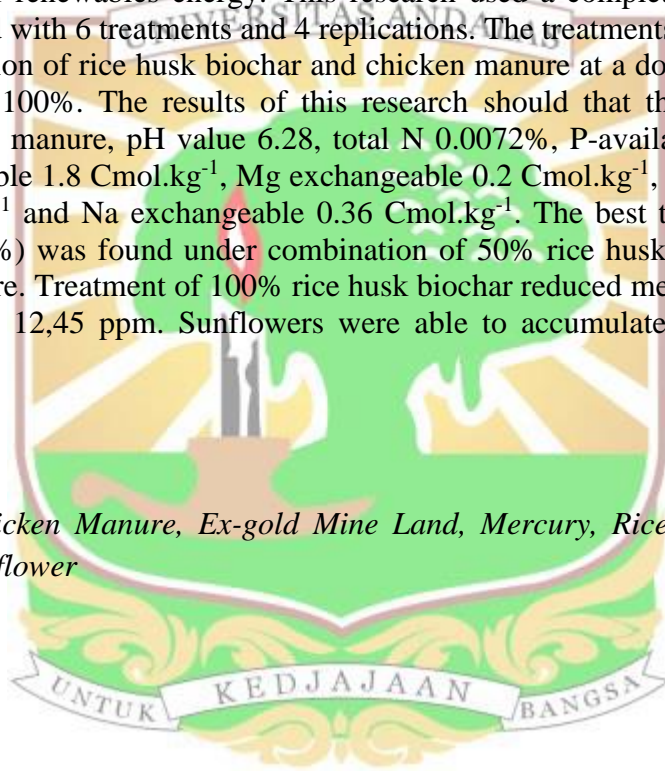 renewables energy. This research used a comple
with 6 treatments and 4 replications. The treatments
UNIVERSITAS ANDALAS
ion of rice husk biochar and chicken manure at a do
100%. The results of this research should that th
manure, pH value 6.28, total N 0.0072%, P-availa
ble 1.8 Cmol.kg-1, Mg exchangeable 0.2 Cmol.kg-1,
-1 and Na exchangeable 0.36 Cmol.kg-1. The best t
%) was found under combination of 50% rice husk
re. Treatment of 100% rice husk biochar reduced me
12,45 ppm. Sunflowers were able to accumulate
icken Manure, Ex-gold Mine Land, Mercury, Rice
flower
UNTUK KEDJAJAAN BANGSA